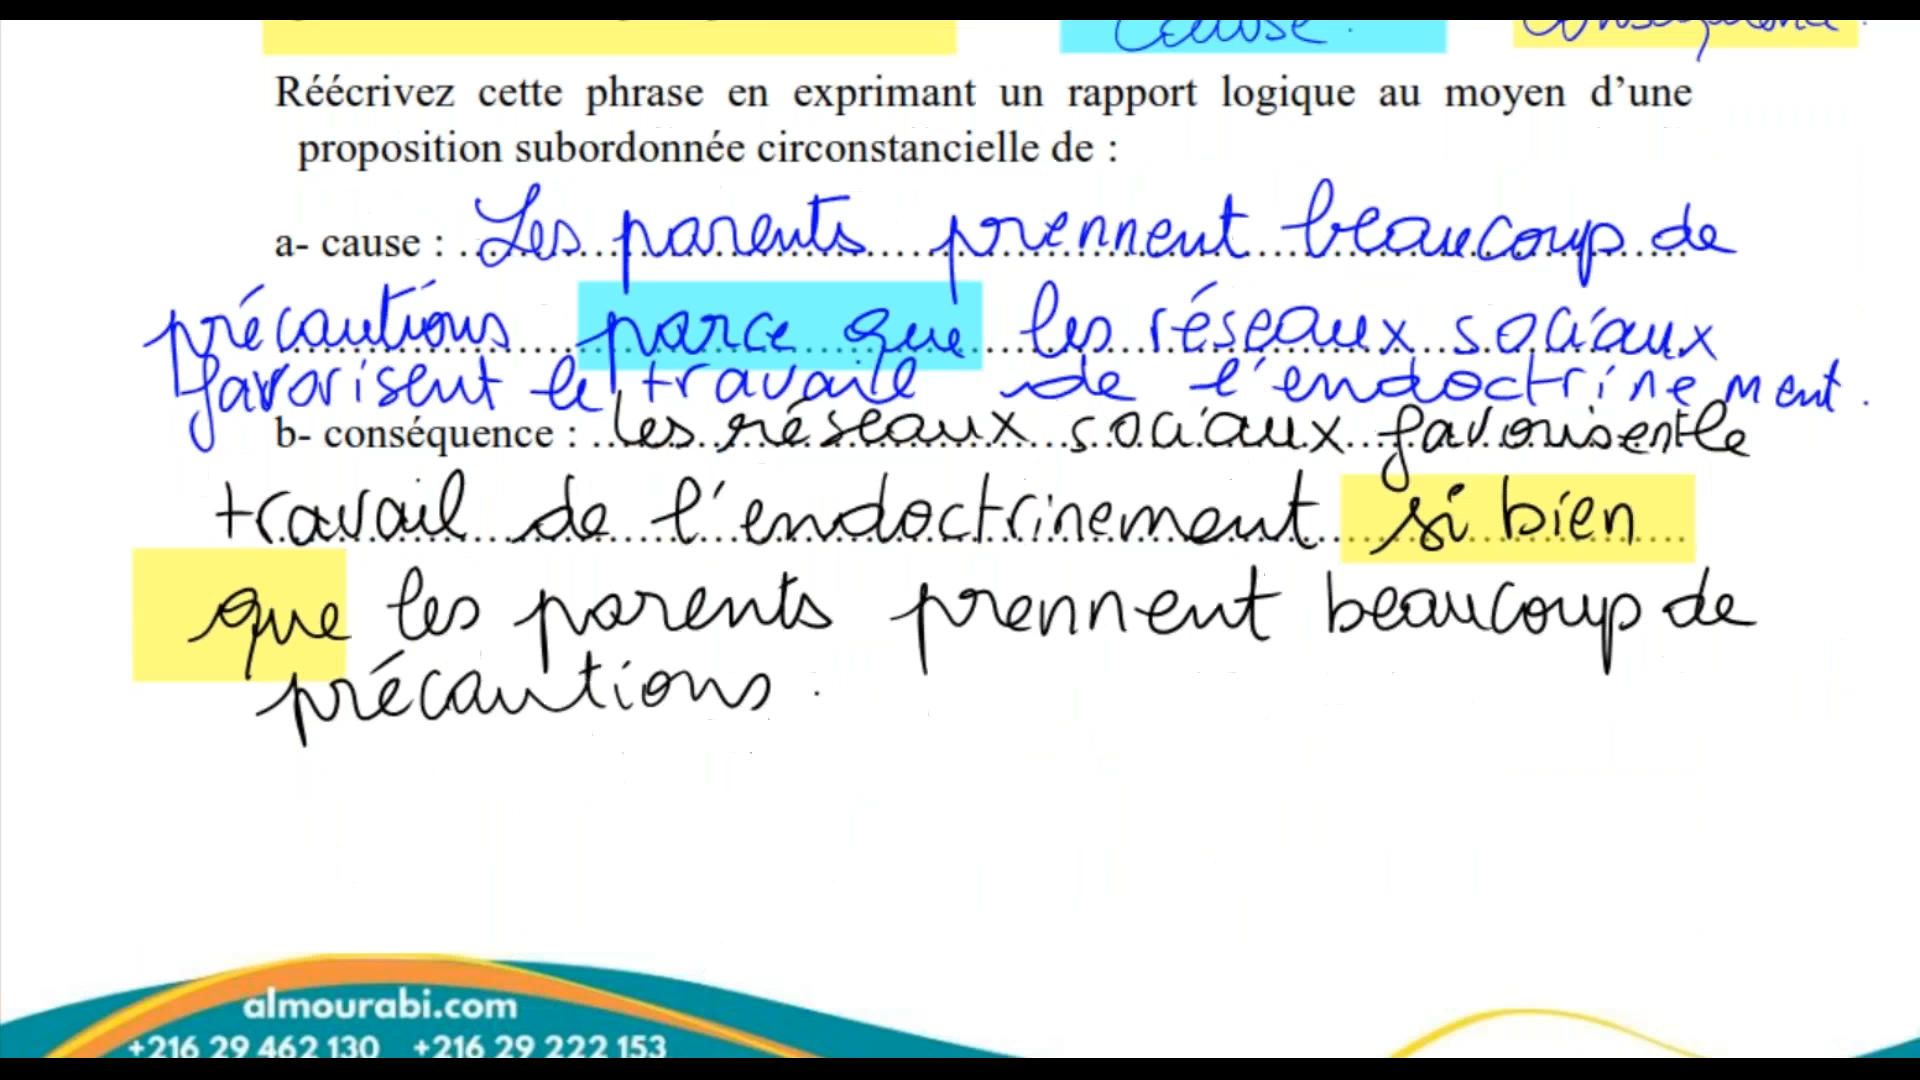 cause.
conséquence.
Réécrivez cette phrase en exprimant un rapport logique au moyen d’une
proposition subordonnée circonstancielle de :
a- cause : Les parents prennent beaucoup de
précautions parce que les réseaux sociaux
favorisent le travail de l'endoctrinement.
b- conséquence : Les réseaux sociaux favorisent le
travail de l'endoctrinement si bien
que les parents prennent beaucoup de
précautions.
almourabi.com
+216 29 462 130 +216 29 222 153